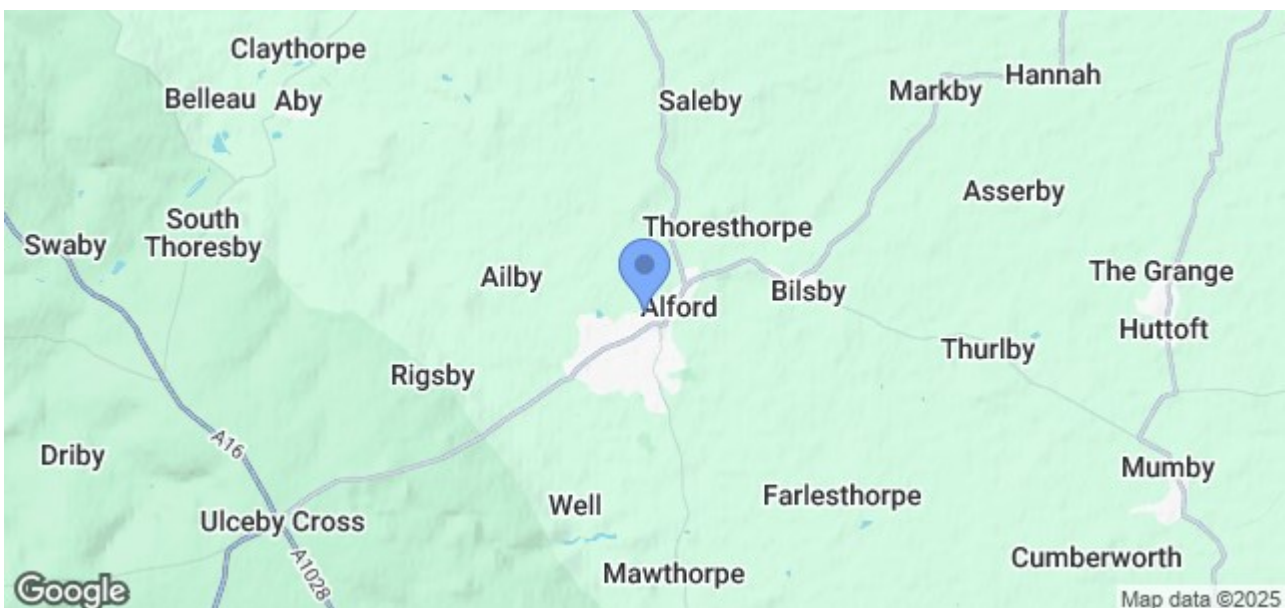 Claythorpe
Hannah
Belleau
Aby
Saleby
Markby
Asserby
South
Thoresby
Thoresthorpe
Swaby
Ailby
The Grange
Bilsby
Alford
Huttoft
Thurlby
Rigsby
A16
Driby
Mumby
Well
Farlesthorpe
Ulceby Cross
Cumberworth
A1028
Mawthorpe
Google
Map data ©2025